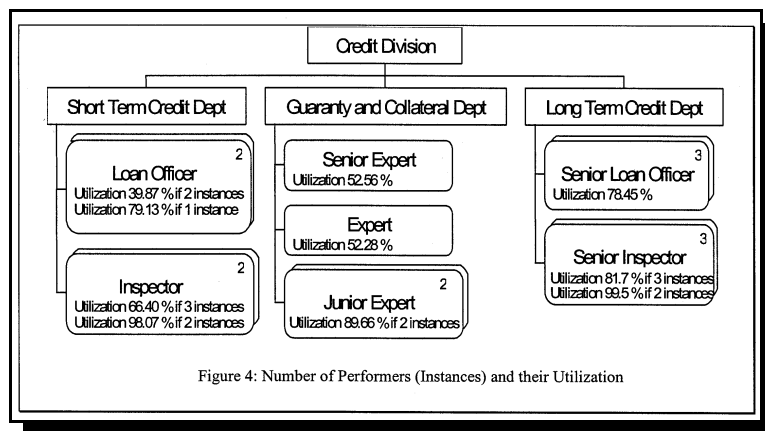 Credit Division
Short Term Credit Dept
2
Loan Officer
Utilization 39.87 % if 2 instances
Utilization 79.13 % if 1 instance
2
Inspector
Utilization 66.40 % if 3 instances
Utilization 98.07 % if 2 instances
Guaranty and Collateral Dept
Senior Expert
Utilization 52.56 %
Expert
Utilization 52.28 %
2
Junior Expert
Utilization 89.66 % if 2 instances
Long Term Credit Dept
3
Senior Loan Officer
Utilization 78.45 %
3
Senior Inspector
Utilization 81.7 % if 3 instances
Utilization 99.5 % if 2 instances
Figure 4: Number of Performers (Instances) and their Utilization